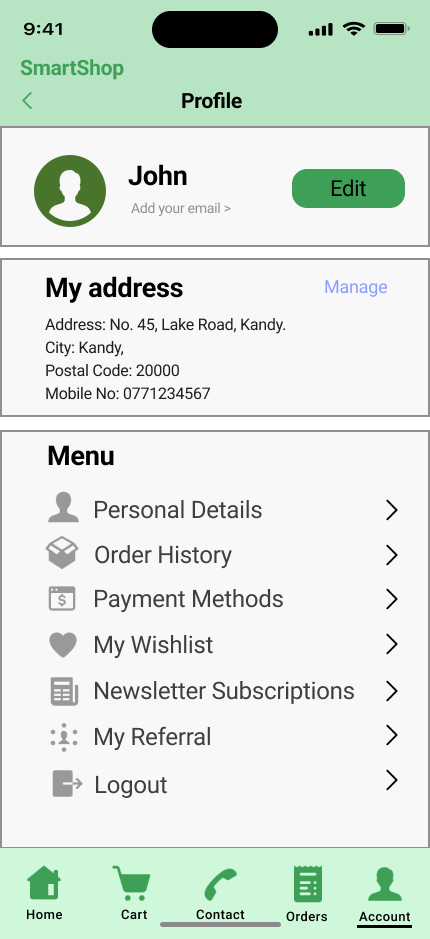 9:41
SmartShop
Profile
John
Add your email >
Edit
My address
Manage
Address: No. 45, Lake Road, Kandy.
City: Kandy,
Postal Code: 20000
Mobile No: 0771234567
Menu
Personal Details
Order History
Payment Methods
$
My Wishlist
Newsletter Subscriptions
My Referral
Logout
Home
Cart
Contact
Orders
Account